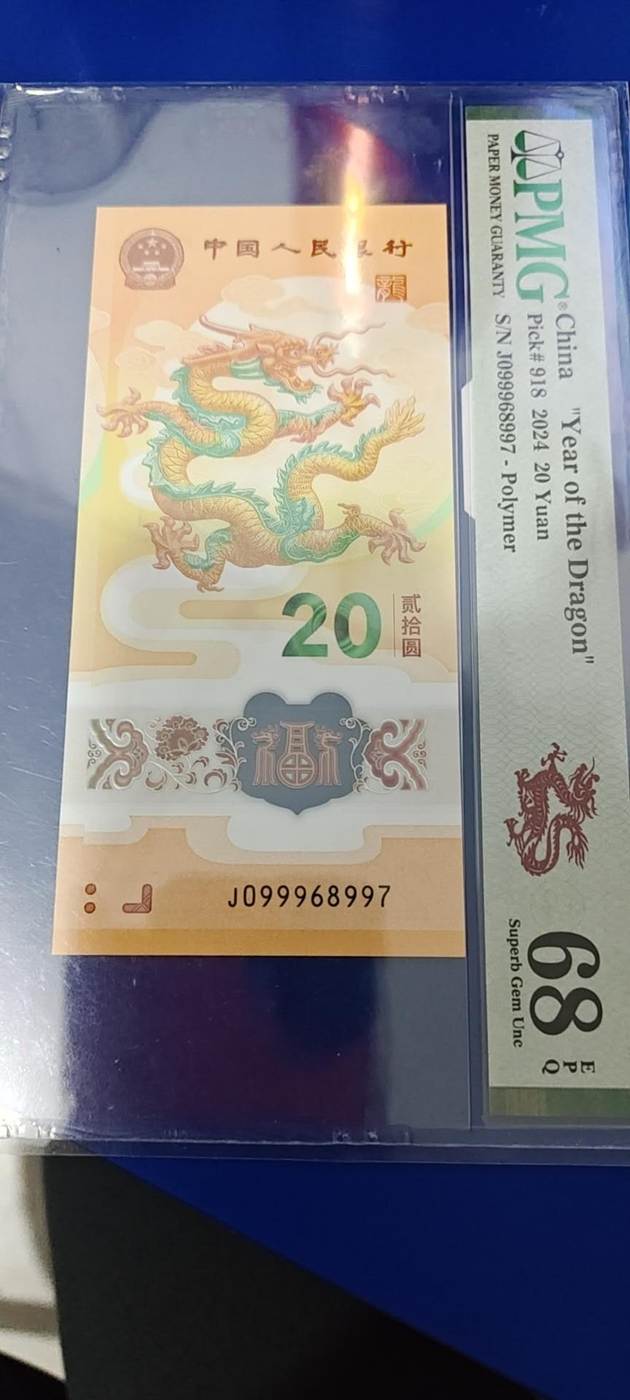 中国人民银行
龍
20
贰拾圆
福
J099968997
PMG®
PAPER MONEY GUARANTY
China "Year of the Dragon"
Pick# 918 2024 20 Yuan
S/N J099968997 - Polymer
68
EPQ
Superb Gem Unc